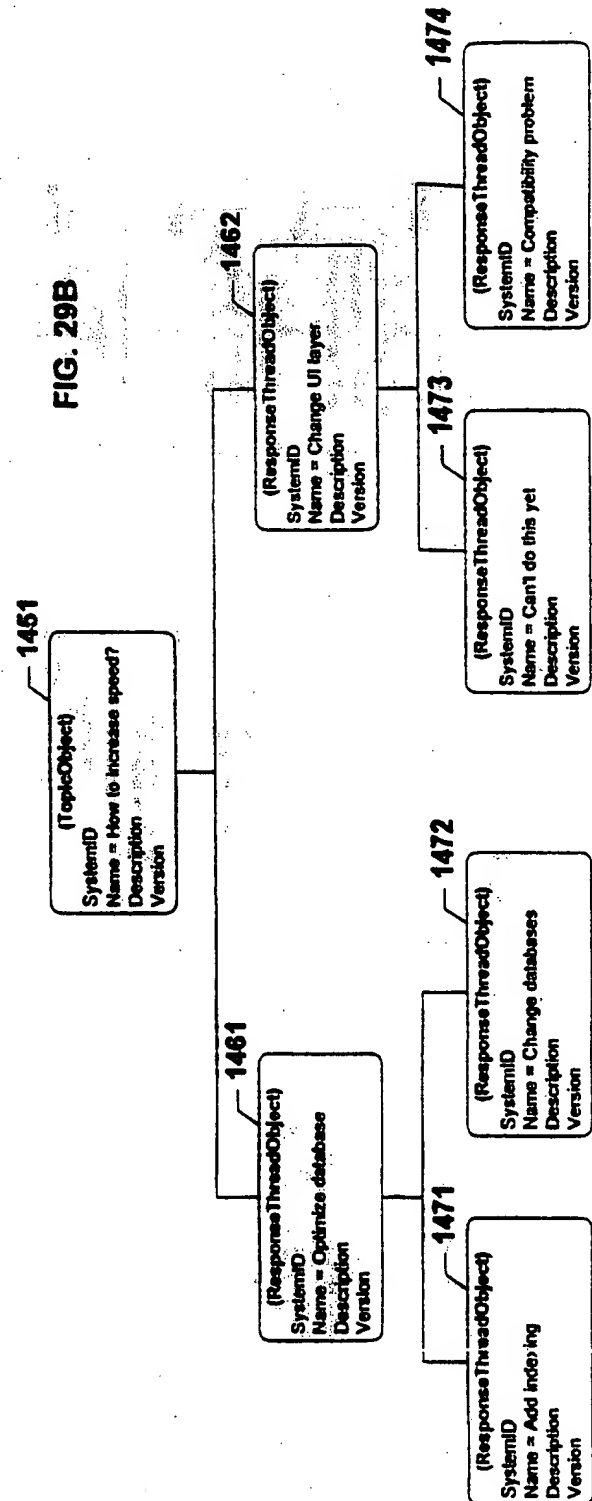 FIG. 29B
1451
(TopicObject)
SystemID
Name = How to increase speed?
Description
Version
1461
(ResponseThreadObject)
SystemID
Name = Optimize database
Description
Version
1462
(ResponseThreadObject)
SystemID
Name = Change UI layer
Description
Version
1471
(ResponseThreadObject)
SystemID
Name = Add indexing
Description
Version
1472
(ResponseThreadObject)
SystemID
Name = Change databases
Description
Version
1473
(ResponseThreadObject)
SystemID
Name = Can't do this yet
Description
Version
1474
(ResponseThreadObject)
SystemID
Name = Compatibility problem
Description
Version